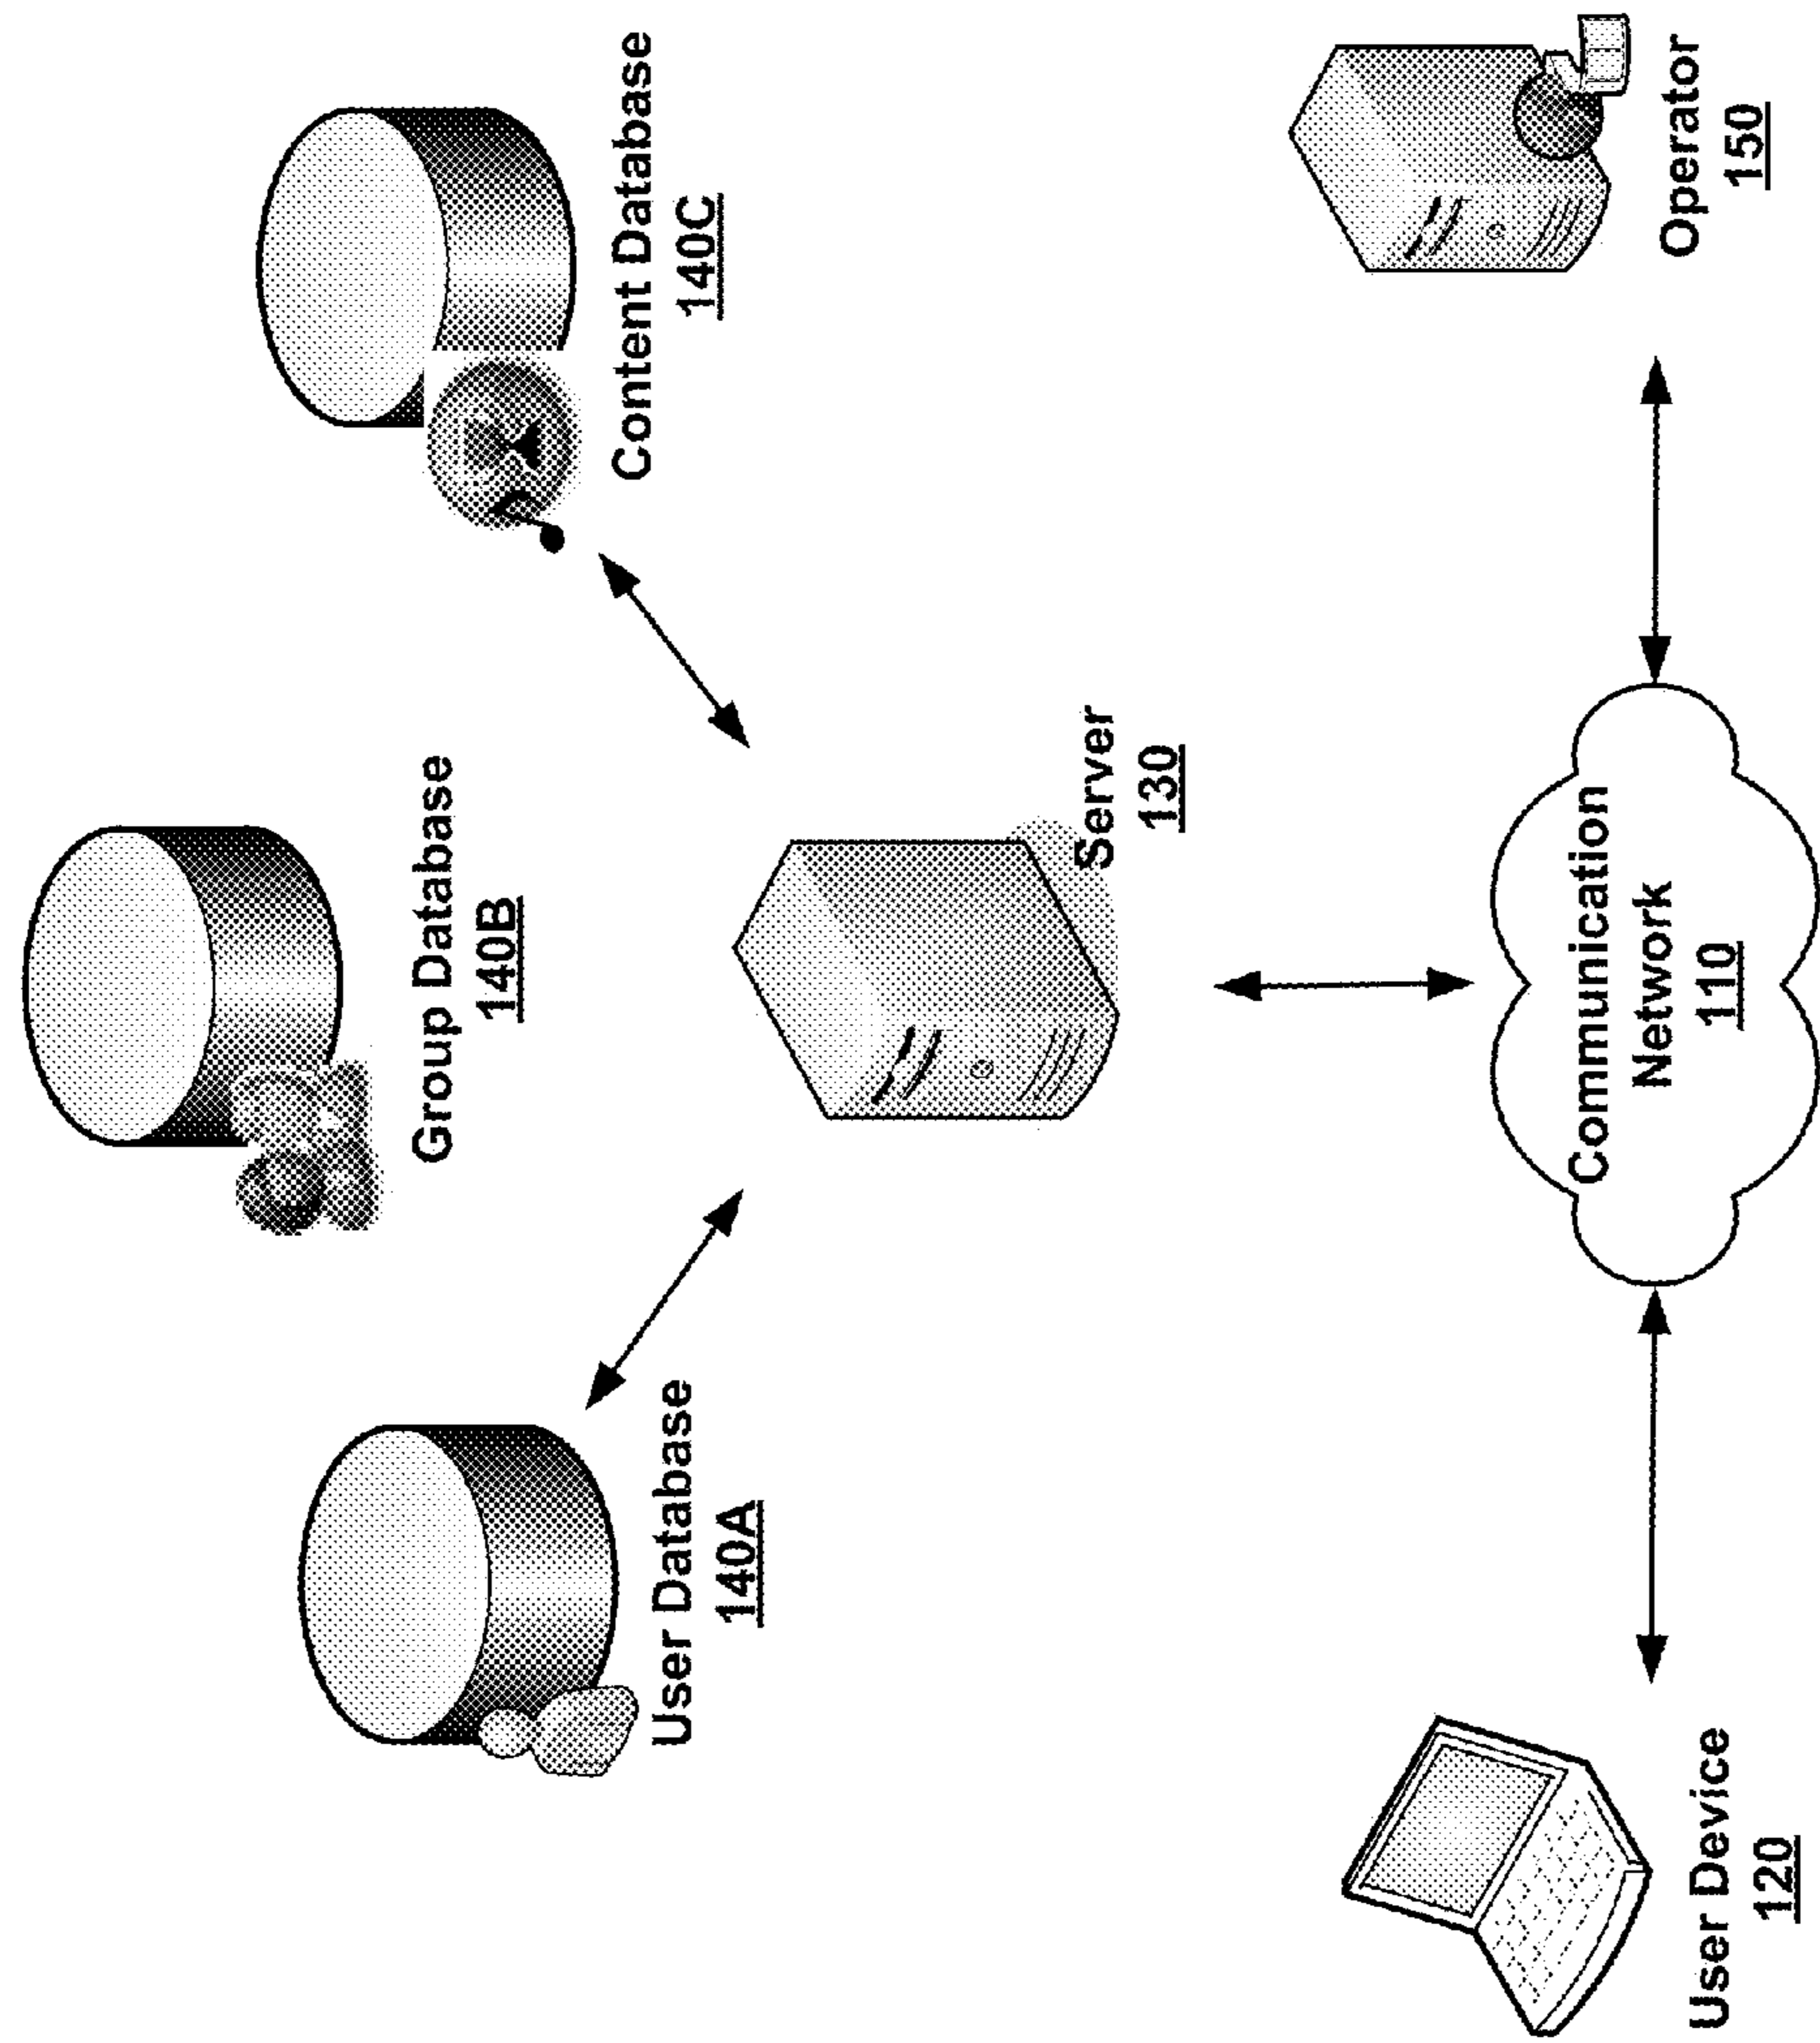 Group Database
140B
User Database
140A
Content Database
140C
Server
130
Communication
Network
110
User Device
120
Operator
150